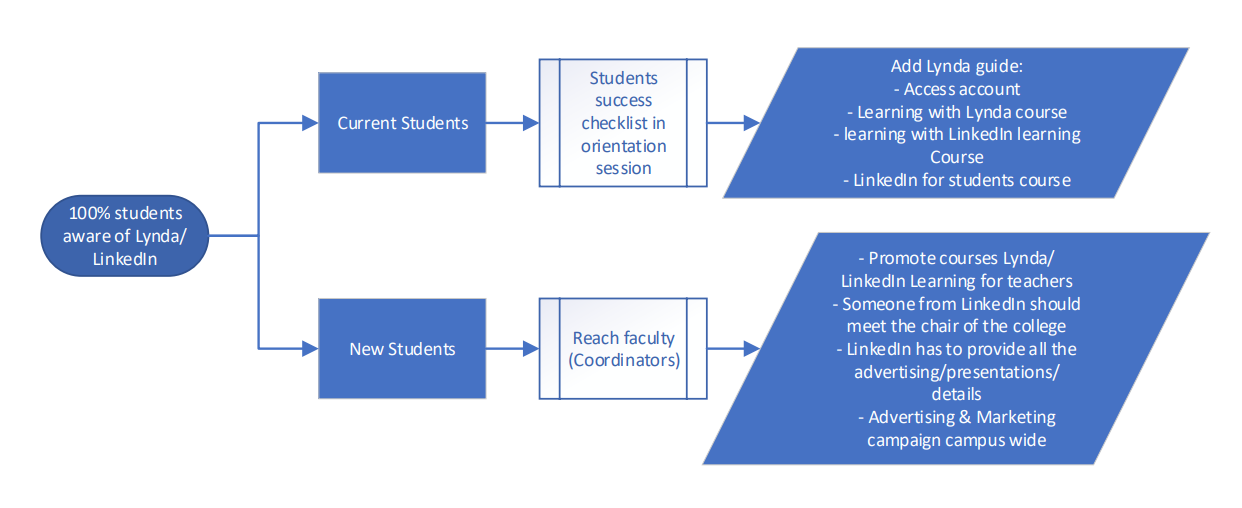 100% students
aware of Lynda/
LinkedIn
Current Students
Students
success
checklist in
orientation
session
Add Lynda guide:
- Access account
- Learning with Lynda course
- learning with LinkedIn learning
Course
- LinkedIn for students course
New Students
Reach faculty
(Coordinators)
- Promote courses Lynda/
LinkedIn Learning for teachers
- Someone from LinkedIn should
meet the chair of the college
- LinkedIn has to provide all the
advertising/presentations/
details
- Advertising & Marketing
campaign campus wide